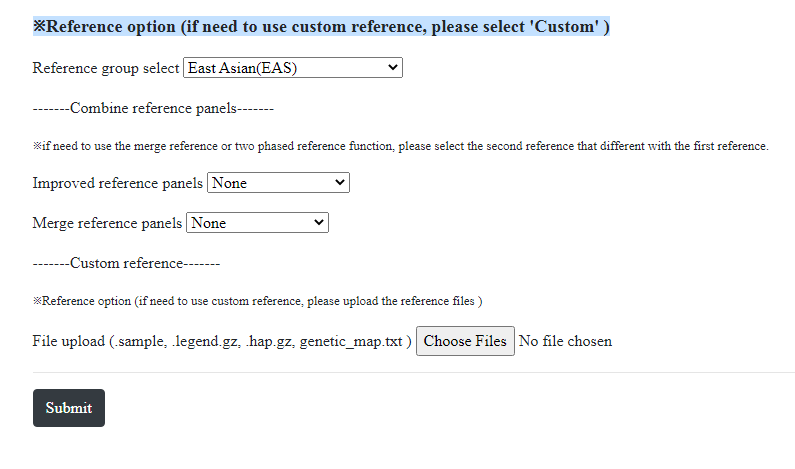 ※Reference option (if need to use custom reference, please select 'Custom' )
Reference group select East Asian(EAS)
-------Combine reference panels-------
※if need to use the merge reference or two phased reference function, please select the second reference that different with the first reference.
Improved reference panels None
Merge reference panels None
-------Custom reference-------
※Reference option (if need to use custom reference, please upload the reference files )
File upload (.sample, .legend.gz, .hap.gz, genetic_map.txt ) Choose Files No file chosen
Submit